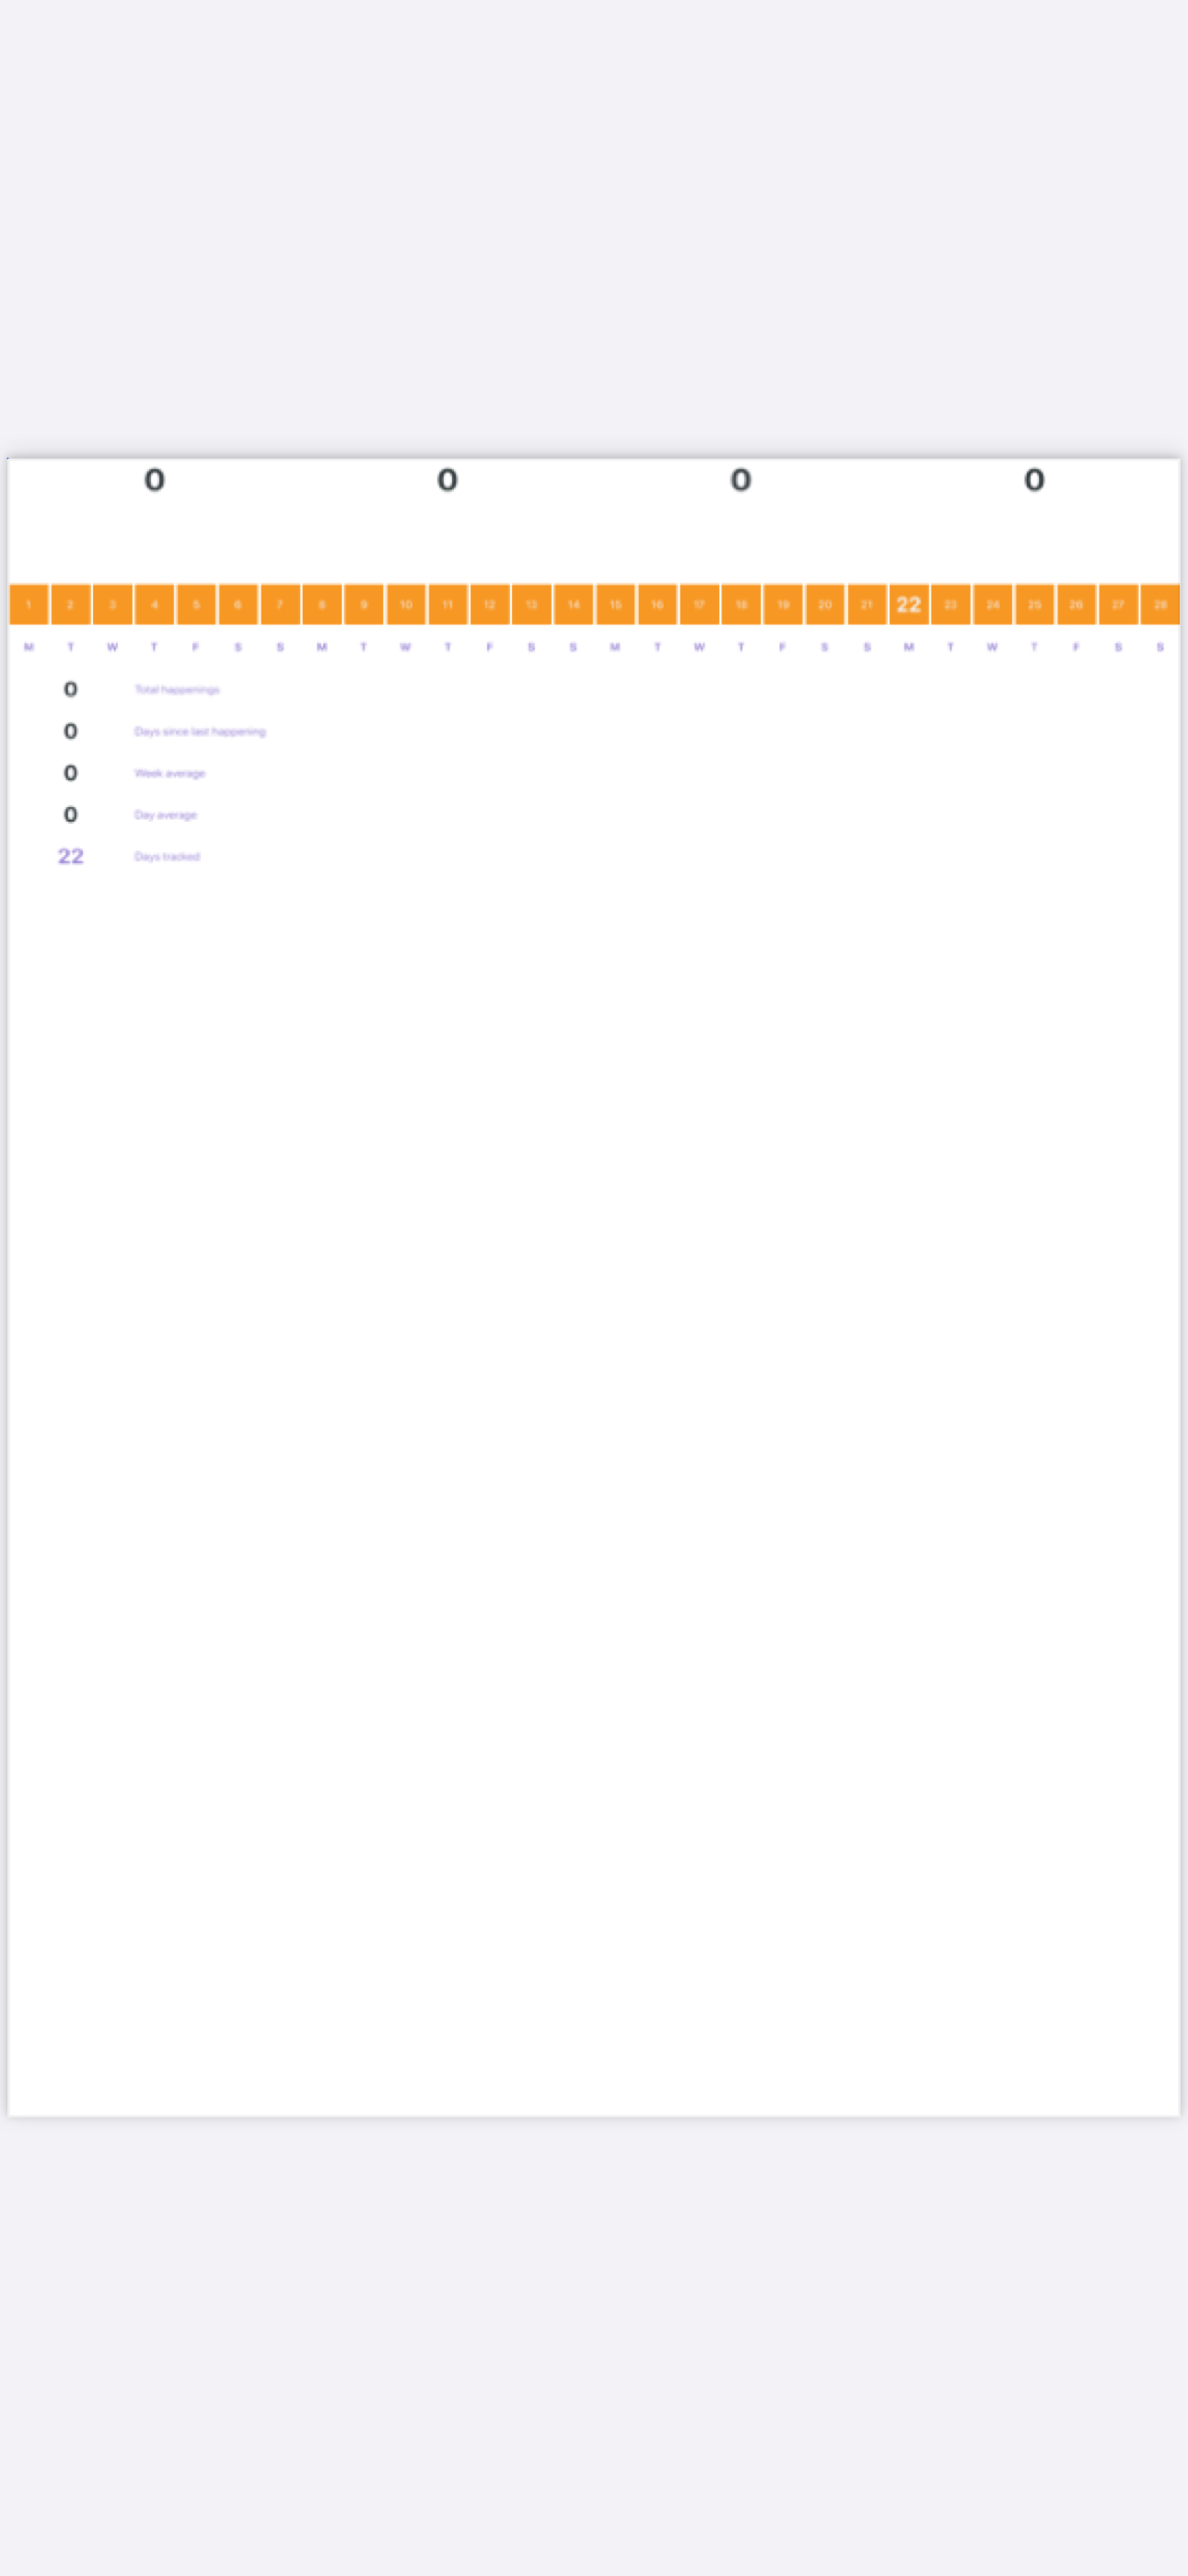 0 0 0 0
1 2 3 4 5 6 7 8 9 10 11 12 13 14 15 16 17 18 19 20 21 22 23 24 25 26 27 28
M T W T F S S M T W T F S S M T W T F S S M T W T F S S
0 Total happenings
0 Days since last happening
0 Week average
0 Day average
22 Days tracked